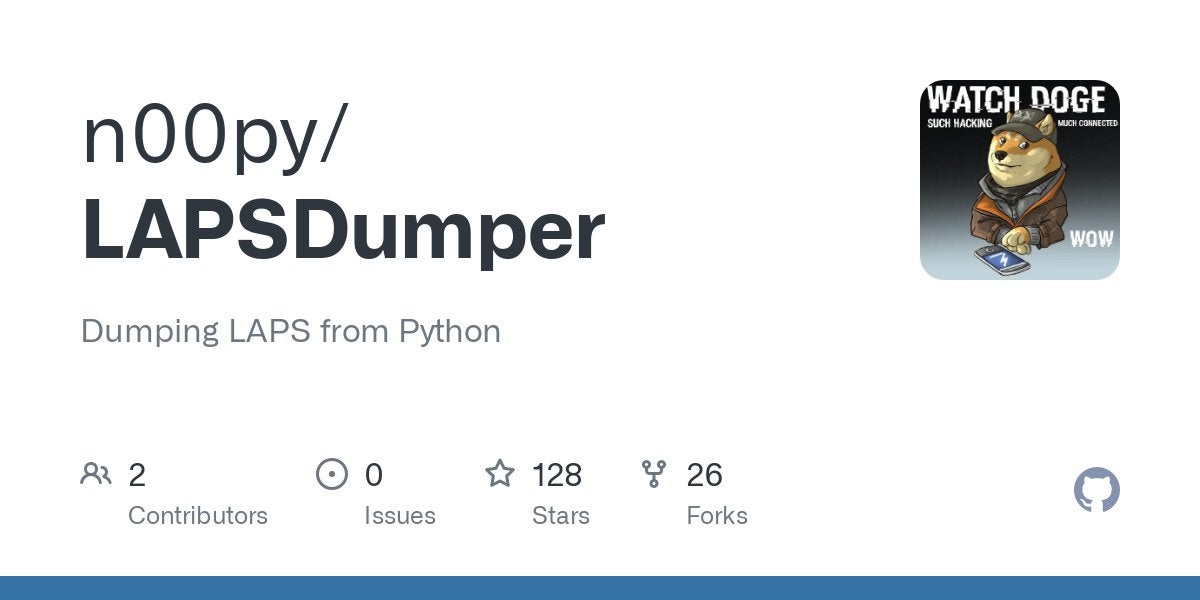 n00py/
LAPSDumper
Dumping LAPS from Python
WATCH DOGE
SUCH HACKING
MUCH CONNECTED
WOW
2
Contributors
0
Issues
128
Stars
26
Forks